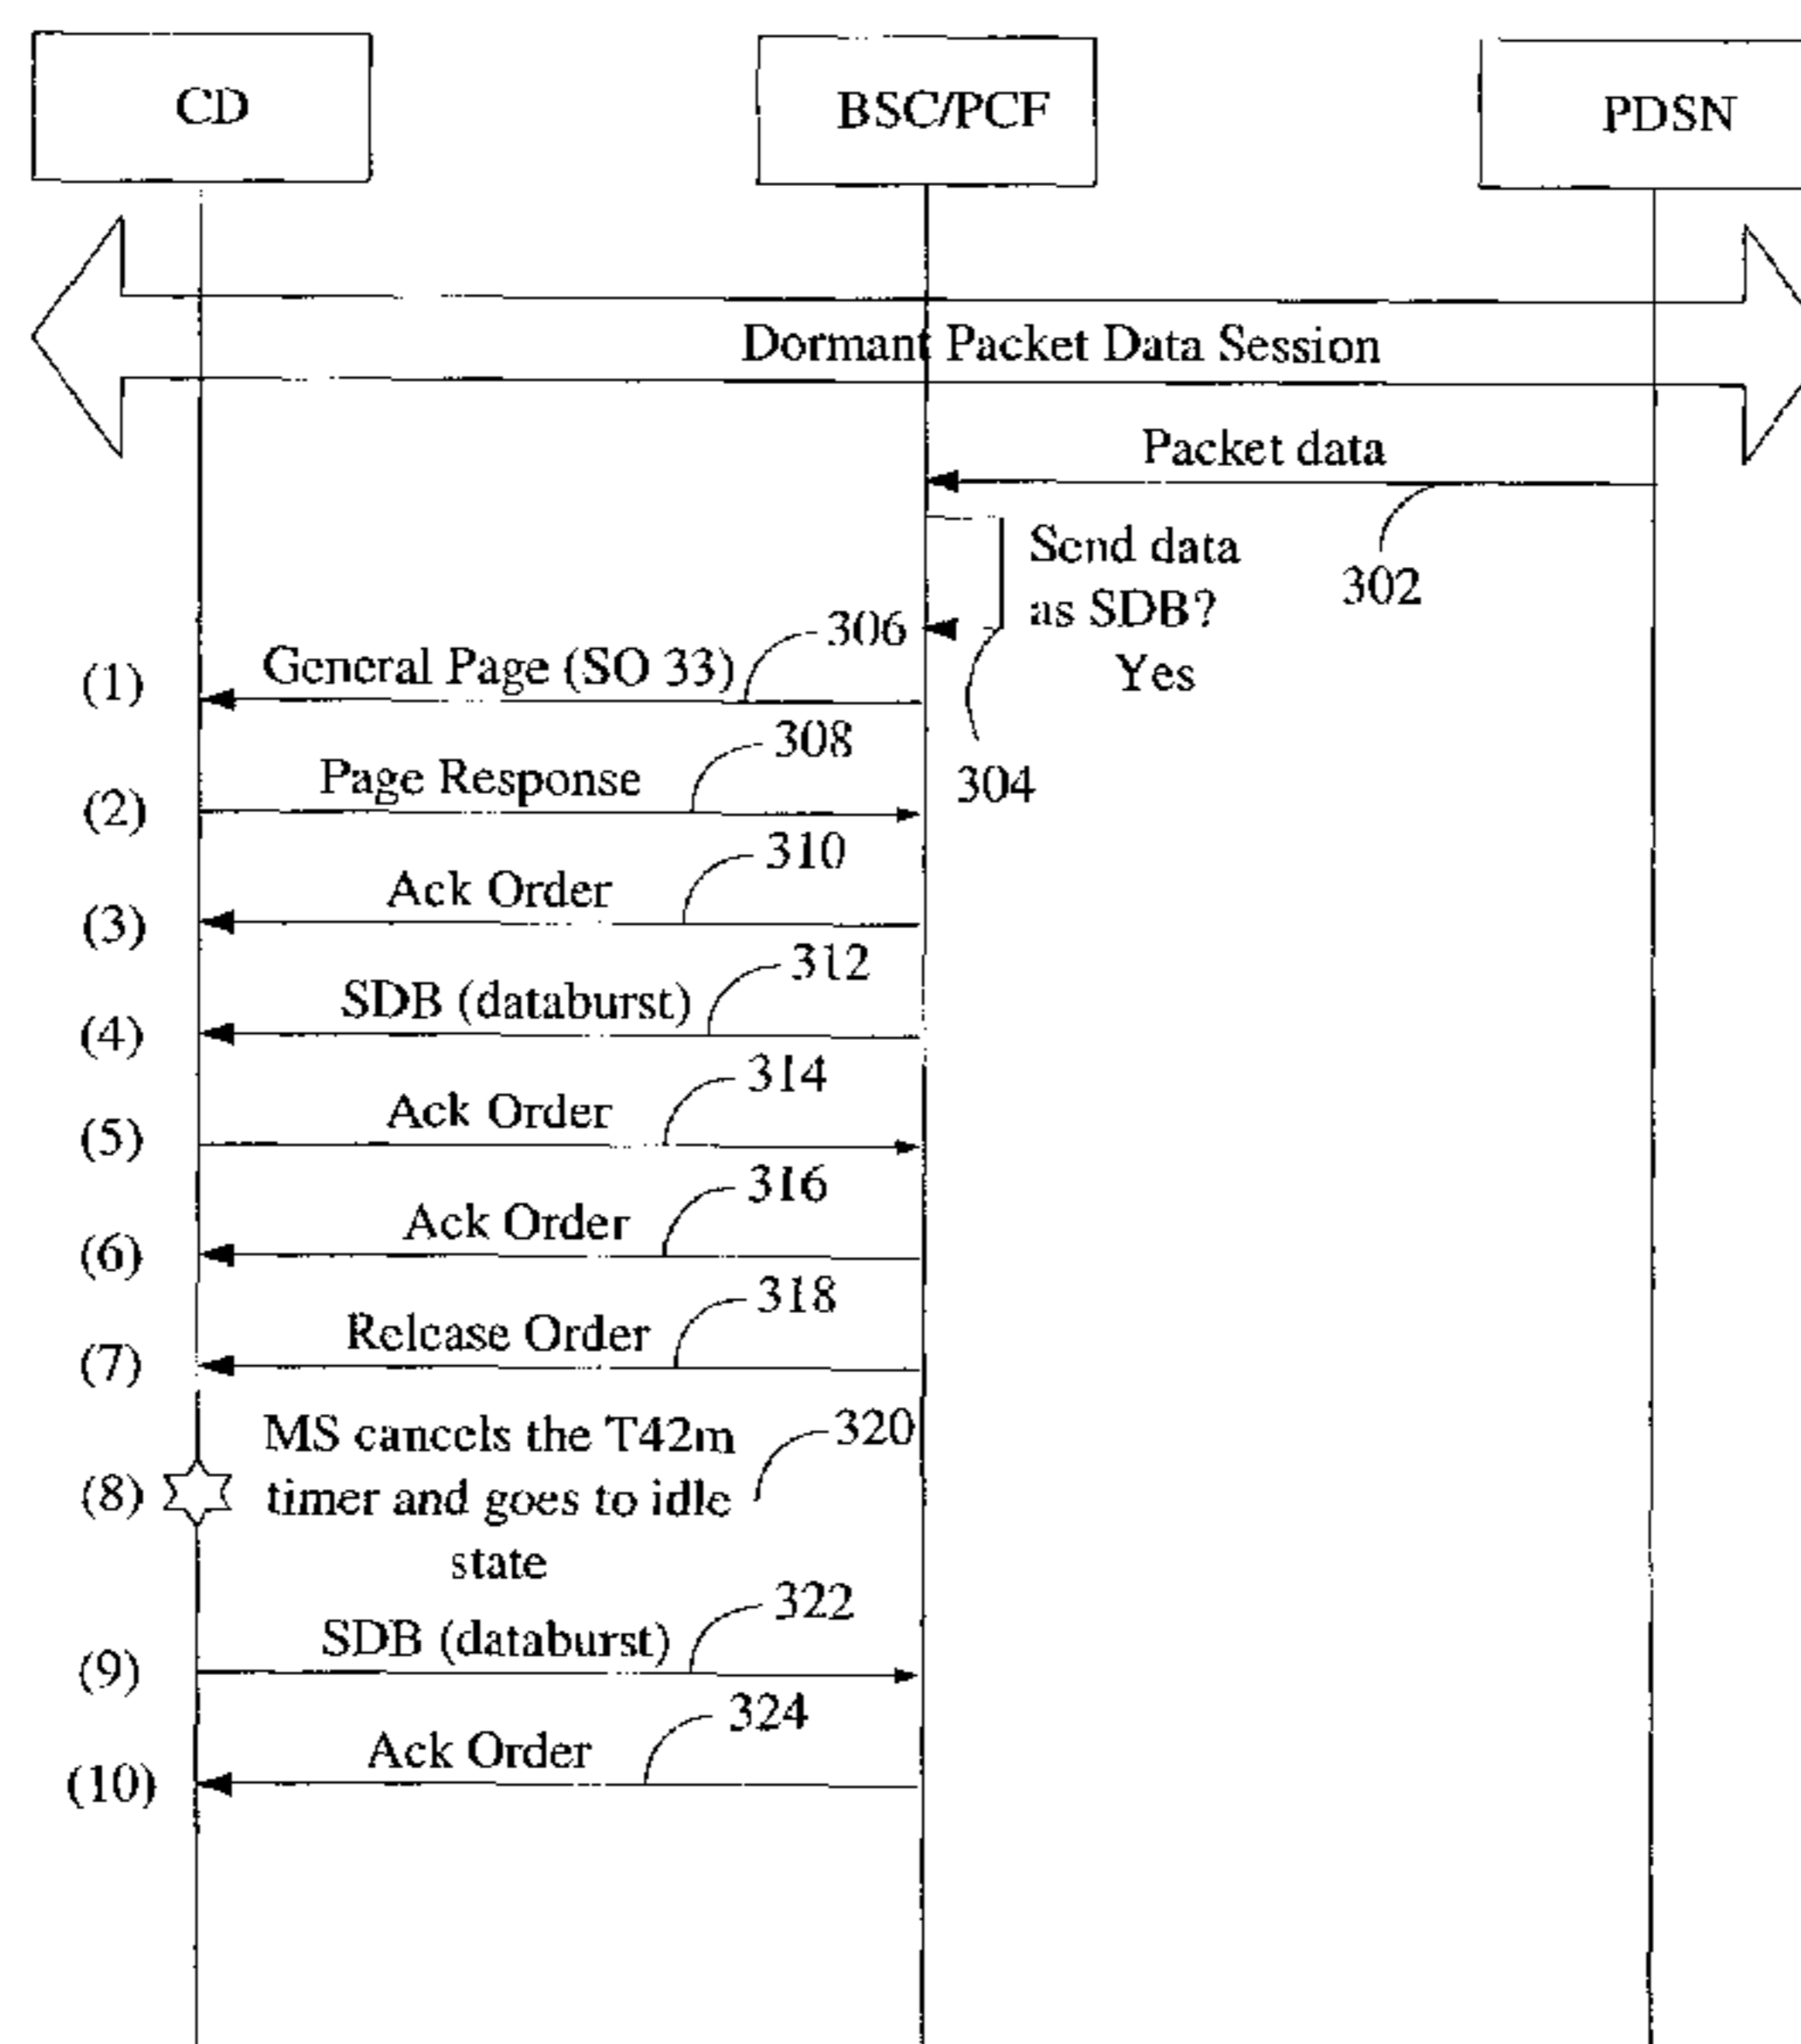 CD
BSC/PCF
PDSN
Dormant Packet Data Session
Packet data
302
Send data
as SDB?
Yes
304
306
(1) General Page (SO 33)
308
(2) Page Response
310
(3) Ack Order
312
(4) SDB (databurst)
314
(5) Ack Order
316
(6) Ack Order
318
(7) Release Order
320
MS cancels the T42m
(8) timer and goes to idle
state
322
(9) SDB (databurst)
324
(10) Ack Order